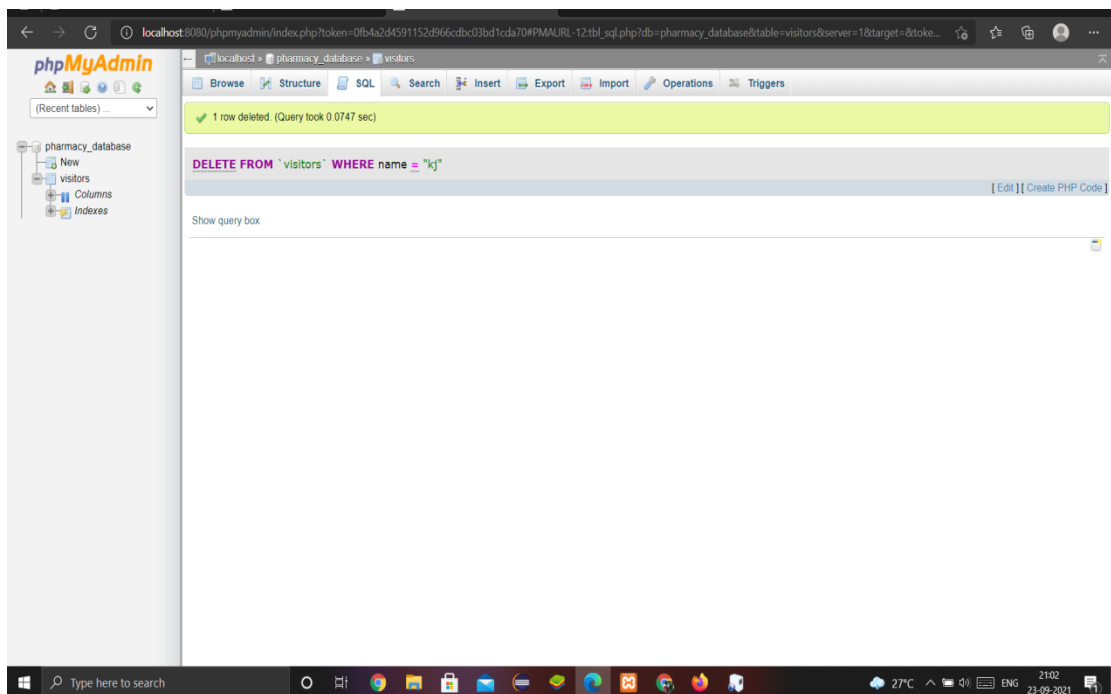 localhost:8080/phpmyadmin/index.php?token=0fb4a2d4591152d966cdbc03bd1cda70#PMAURL-12:tbl_sql.php?db=pharmacy_database&table=visitors&server=1&target=&toke...
phpMyAdmin
(Recent tables) ...
pharmacy_database
New
visitors
Columns
Indexes
localhost » pharmacy_database » visitors
Browse Structure SQL Search Insert Export Import Operations Triggers
1 row deleted. (Query took 0.0747 sec)
DELETE FROM `visitors` WHERE name = "kj"
[ Edit ] [ Create PHP Code ]
Show query box
Type here to search
27°C ENG 21:02
23-09-2021